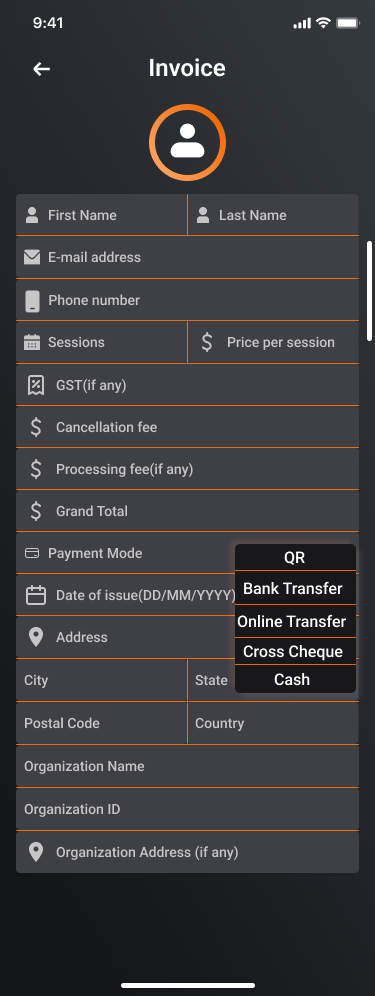 9:41
Invoice
First Name
Last Name
E-mail address
Phone number
Sessions
Price per session
GST(if any)
Cancellation fee
Processing fee(if any)
Grand Total
Payment Mode
QR
Bank Transfer
Online Transfer
Cross Cheque
Cash
Date of issue(DD/MM/YYYY)
Address
City
State
Postal Code
Country
Organization Name
Organization ID
Organization Address (if any)